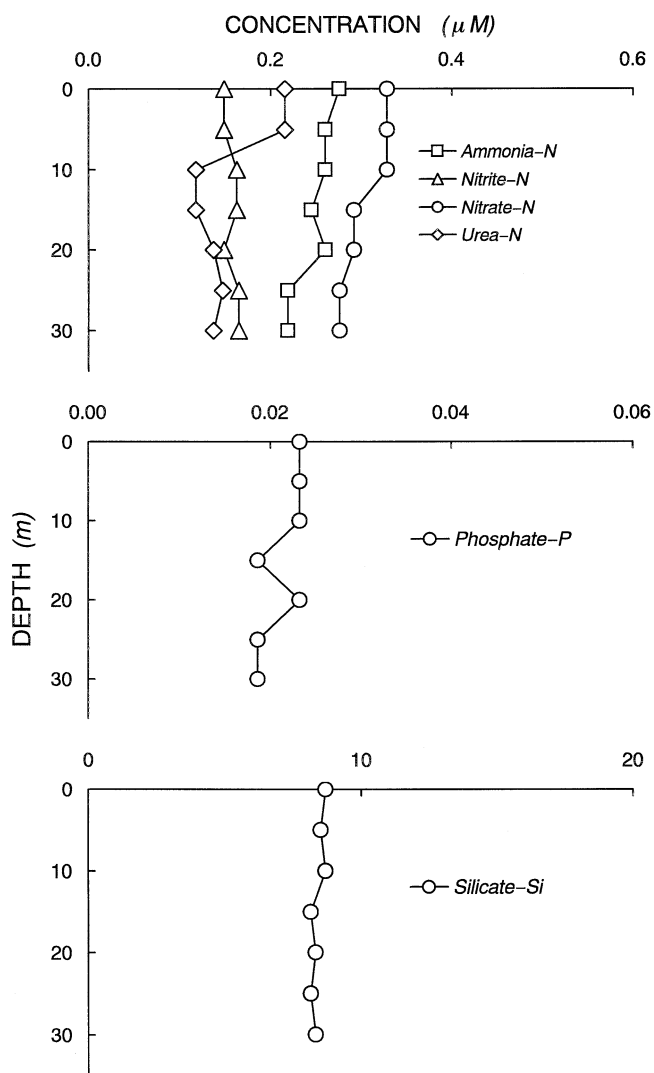 CONCENTRATION (μM)
0.0 0.2 0.4 0.6
0
10
20
30
Ammonia-N
Nitrite-N
Nitrate-N
Urea-N
0.00 0.02 0.04 0.06
0
10
20
30
Phosphate-P
DEPTH (m)
0 10 20
0
10
20
30
Silicate-Si